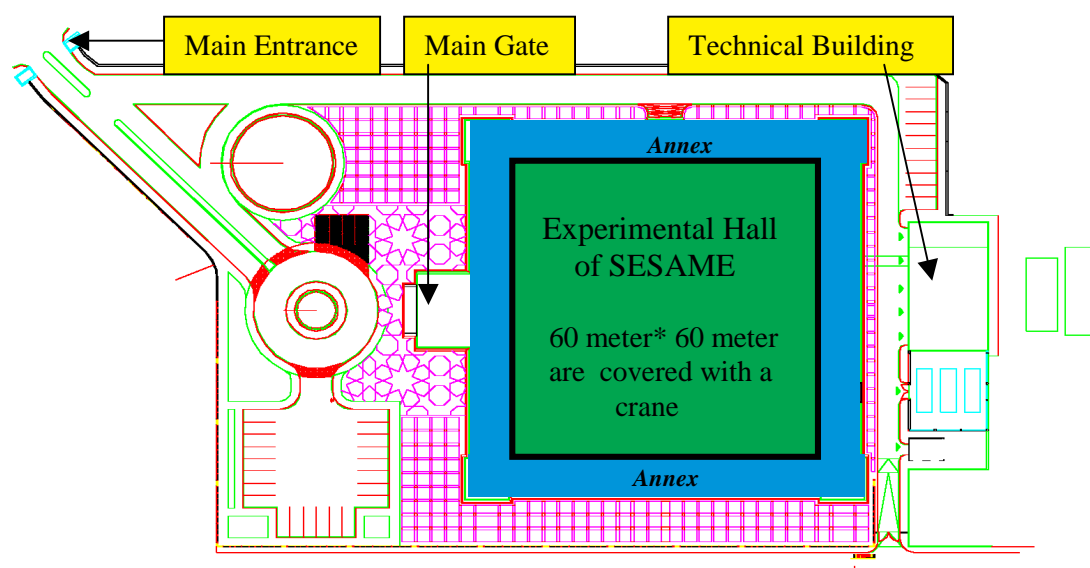 Main Entrance
Main Gate
Technical Building
Annex
Experimental Hall
of SESAME
60 meter* 60 meter
are covered with a
crane
Annex